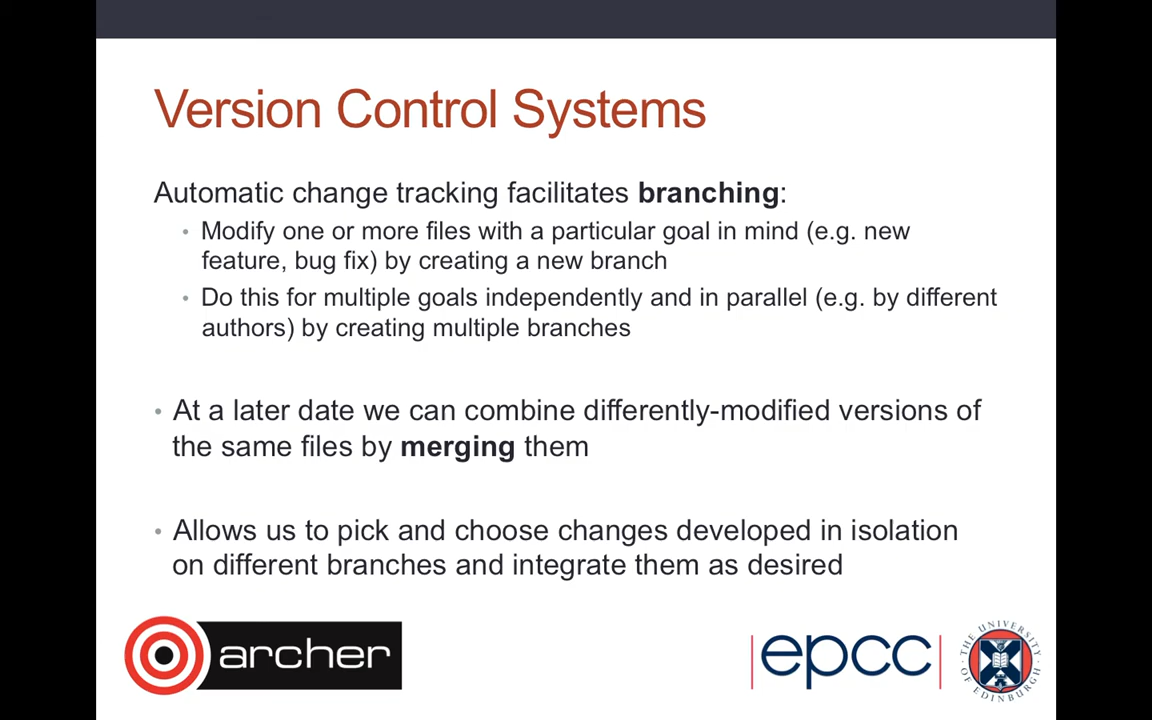 Version Control Systems
Automatic change tracking facilitates branching:
• Modify one or more files with a particular goal in mind (e.g. new
feature, bug fix) by creating a new branch
• Do this for multiple goals independently and in parallel (e.g. by different
authors) by creating multiple branches
• At a later date we can combine differently-modified versions of
the same files by merging them
• Allows us to pick and choose changes developed in isolation
on different branches and integrate them as desired
archer
epcc
THE UNIVERSITY OF EDINBURGH